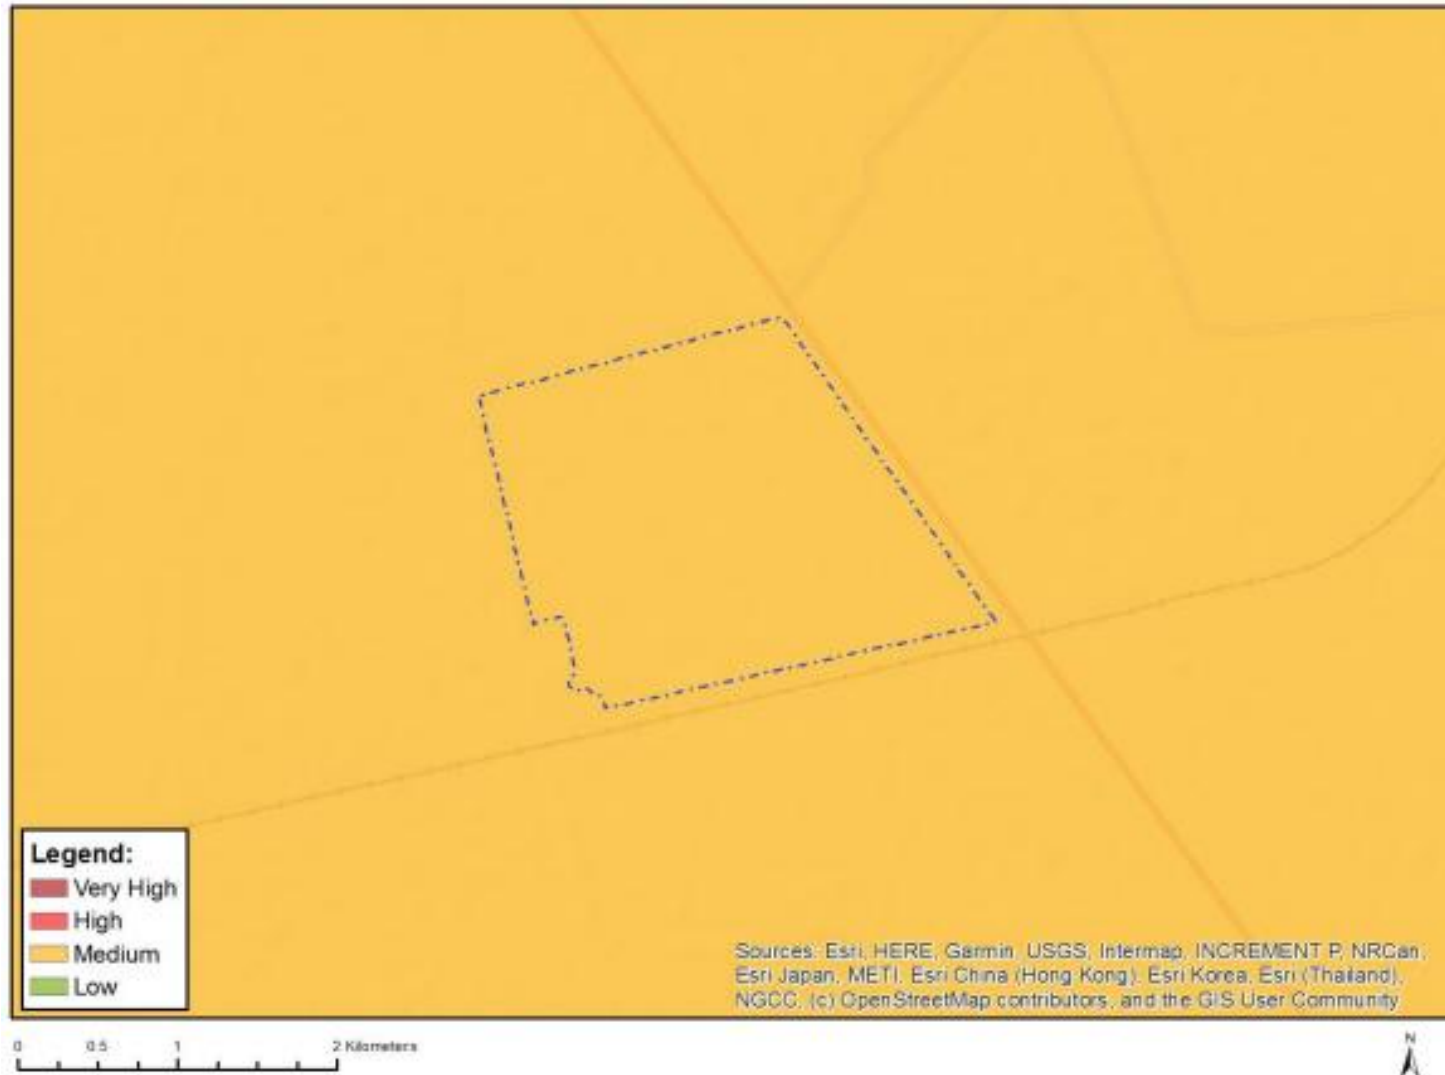 Legend:
Very High
High
Medium
Low
Sources: Esri, HERE, Garmin, USGS, Intermap, INCREMENT P, NRCan,
Esri Japan, METI, Esri China (Hong Kong), Esri Korea, Esri (Thailand),
NGCC, (c) OpenStreetMap contributors, and the GIS User Community
0 0.5 1 2 Kilometers
N